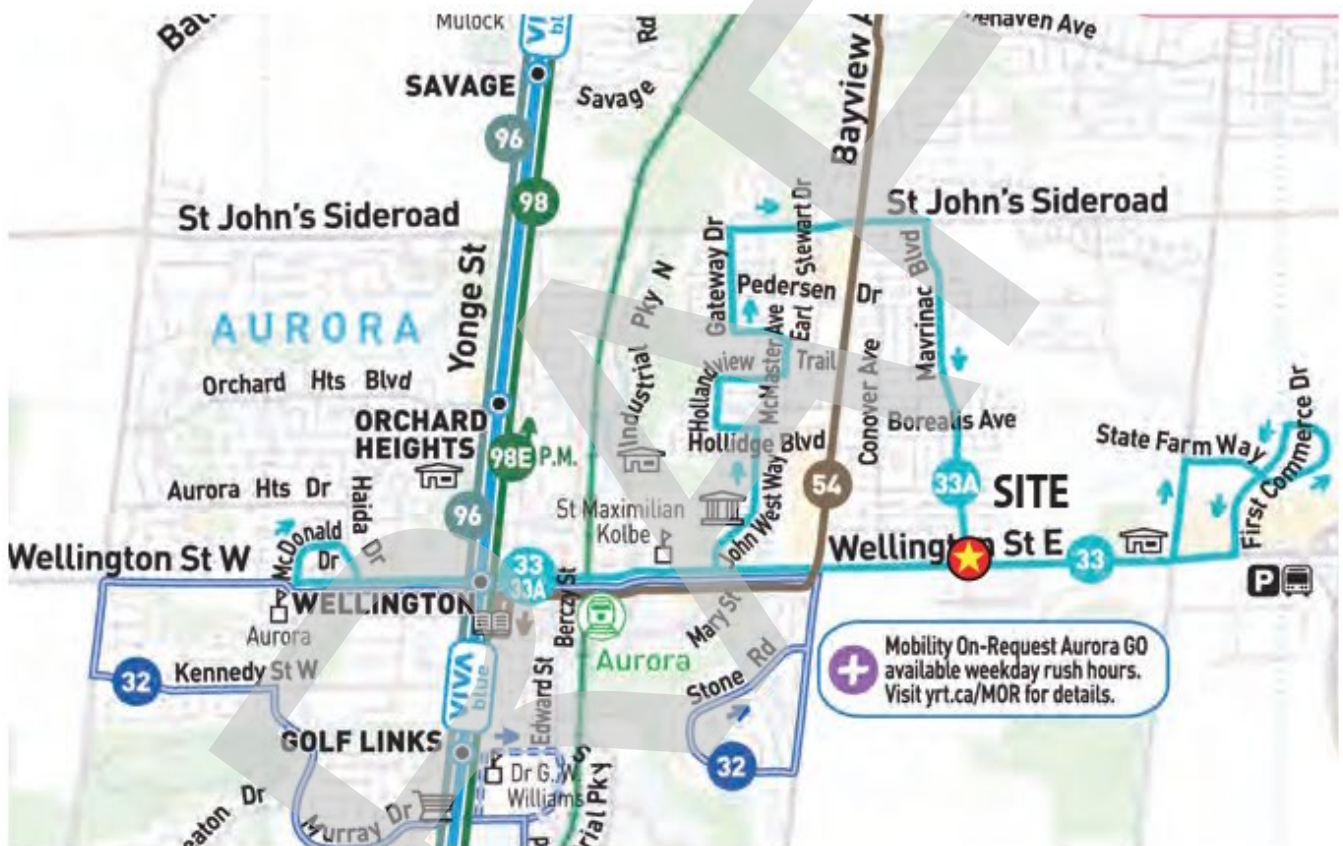 Mulock
VIVA
Rd
SAVAGE
Savage
96
Bayview
98
St John's Sideroad
St John's Sideroad
Yonge St
Industrial Pky N
Gateway Dr
Earl Stewart Dr
Pedersen Dr
Mavrinac Blvd
AURORA
McMaster Ave
Conover Ave
Hollandview Trail
Orchard Hts Blvd
ORCHARD
HEIGHTS
98E P.M.
Hollidge Blvd
Borealis Ave
State Farm Way
First Commerce Dr
Aurora Hts Dr
Haida Dr
96
St Maximilian
Kolbe
John West Way
54
33A
SITE
Wellington St W
McDonald
Dr
33
33A
Wellington St E
33
P
WELLINGTON
Aurora
Berczy St
Mary St
Aurora
Kennedy St W
32
VIVA
blue
Edward St
Stone Rd
Mobility On-Request Aurora GO
available weekday rush hours.
Visit yrt.ca/MOR for details.
GOLF LINKS
32
Dr G.W.
Williams
Murray Dr
Dr
DRAFT